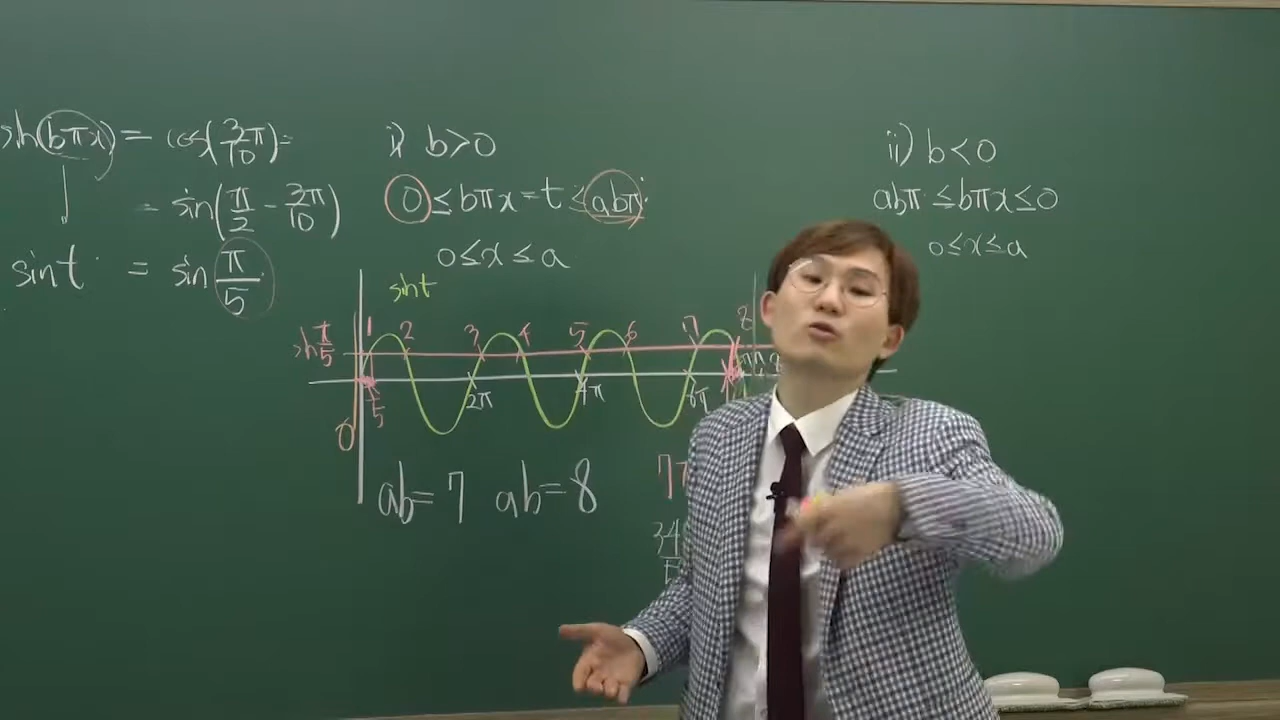 sin(bπx) = cos(3π/10) =
= sin(π/2 - 3π/10)
sin t = sin π/5
i) b>0
0 ≤ bπx = t ≤ abπ
0 ≤ x ≤ a
ii) b<0
abπ ≤ bπx ≤ 0
0 ≤ x ≤ a
sin t
sin π/5
1 2 3 4 5 6 7 8
0 π/5 2π 4π 6π
ab=7 ab=8